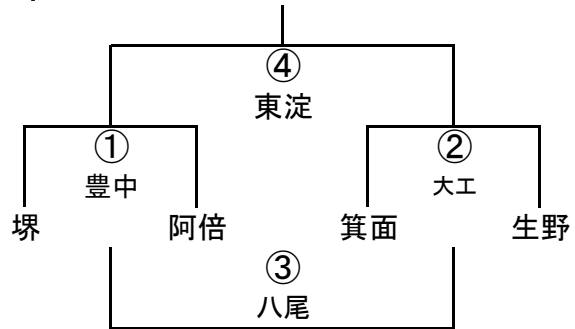 ④
東淀
① ②
豊中 大工
堺 阿倍 箕面 生野
③
八尾